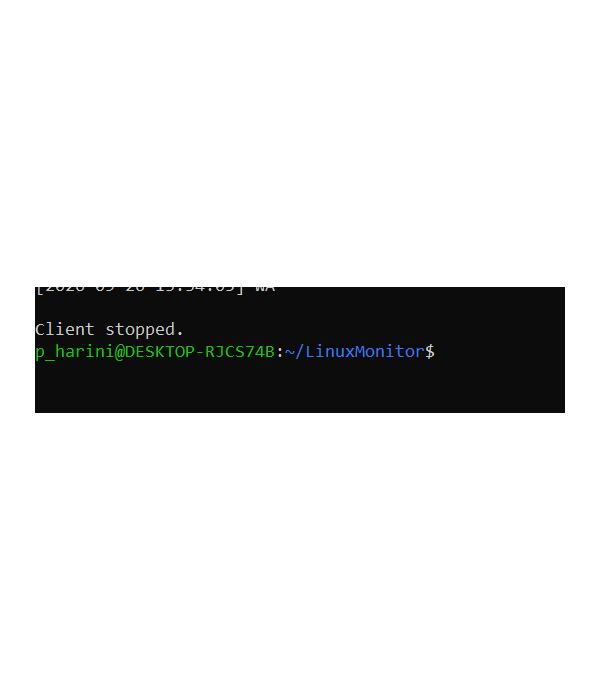 Client stopped.
p_harini@DESKTOP-RJCS74B:~/LinuxMonitor$